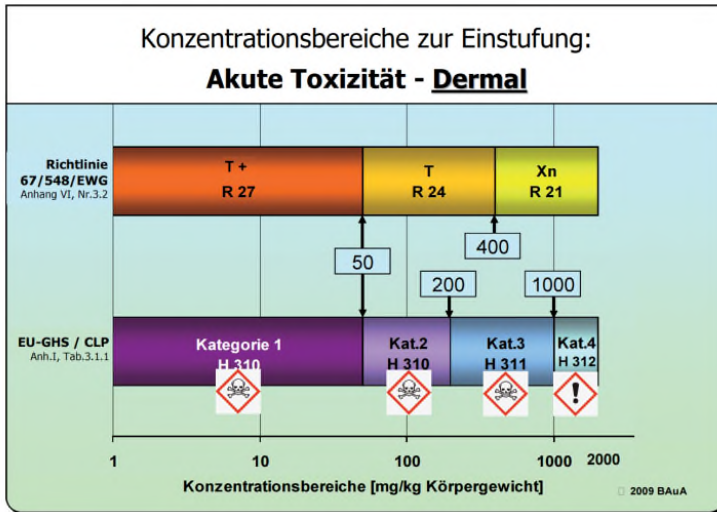 Konzentrationsbereiche zur Einstufung:
Akute Toxizität - Dermal
Richtlinie
67/548/EWG
Anhang VI, Nr.3.2
T +
R 27
T
R 24
Xn
R 21
50
400
200
1000
EU-GHS / CLP
Anh.I, Tab.3.1.1
Kategorie 1
H 310
Kat.2
H 310
Kat.3
H 311
Kat.4
H 312
1 10 100 1000 2000
Konzentrationsbereiche [mg/kg Körpergewicht]
2009 BAuA